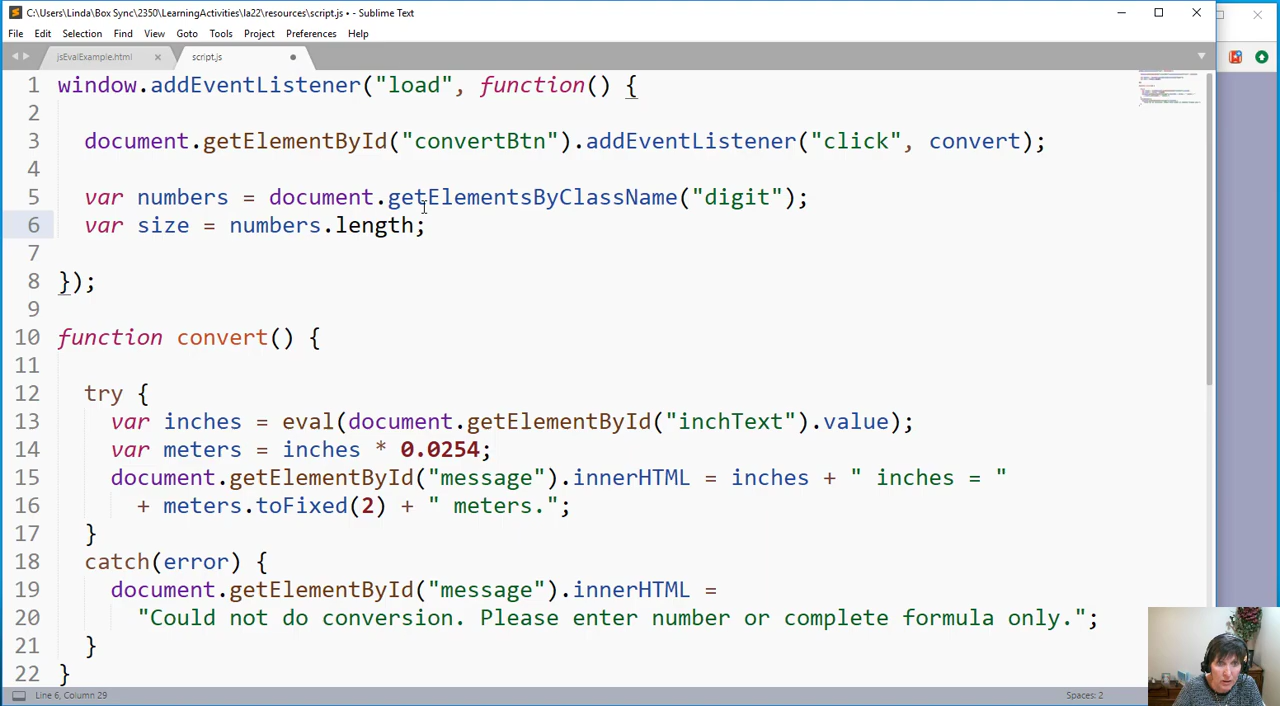 C:\Users\Linda\Box Sync\2350\LearningActivities\la22\resources\script.js • - Sublime Text
File Edit Selection Find View Goto Tools Project Preferences Help
jsEvalExample.html × script.js
1 window.addEventListener("load", function() {
2
3 document.getElementById("convertBtn").addEventListener("click", convert);
4
5 var numbers = document.getElementsByClassName("digit");
6 var size = numbers.length;
7
8 });
9
10 function convert() {
11
12 try {
13 var inches = eval(document.getElementById("inchText").value);
14 var meters = inches * 0.0254;
15 document.getElementById("message").innerHTML = inches + " inches = "
16 + meters.toFixed(2) + " meters.";
17 }
18 catch(error) {
19 document.getElementById("message").innerHTML =
20 "Could not do conversion. Please enter number or complete formula only.";
21 }
22 }
Line 6, Column 29 Spaces: 2